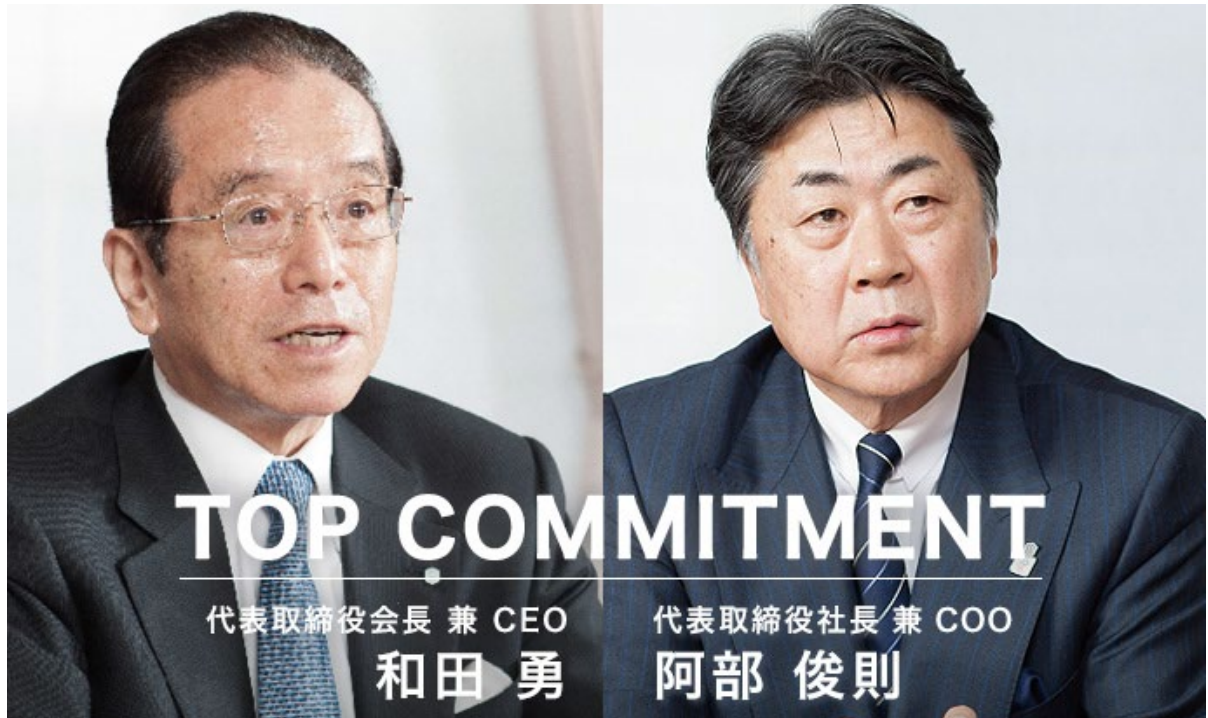 TOP COMMITMENT
代表取締役会長 兼 CEO
和田 勇
代表取締役社長 兼 COO
阿部 俊則